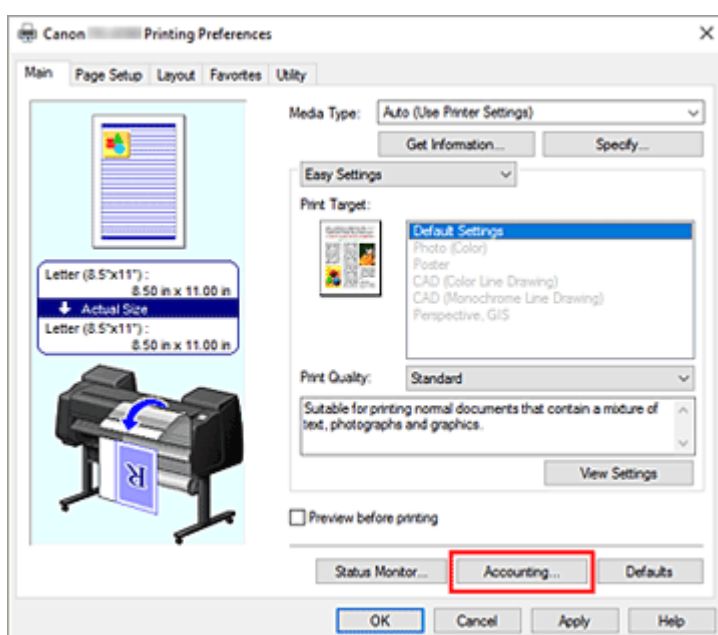 Canon Printing Preferences
Main Page Setup Layout Favorites Utility
Media Type: Auto (Use Printer Settings)
Get Information... Specify...
Easy Settings
Print Target:
Default Settings
Photo (Color)
Poster
CAD (Color Line Drawing)
CAD (Monochrome Line Drawing)
Perspective, GIS
Letter (8.5"x11") :
8.50 in x 11.00 in
Actual Size
Letter (8.5"x11") :
8.50 in x 11.00 in
Print Quality: Standard
Suitable for printing normal documents that contain a mixture of
text, photographs and graphics.
View Settings
R
Preview before printing
Status Monitor... Accounting... Defaults
OK Cancel Apply Help